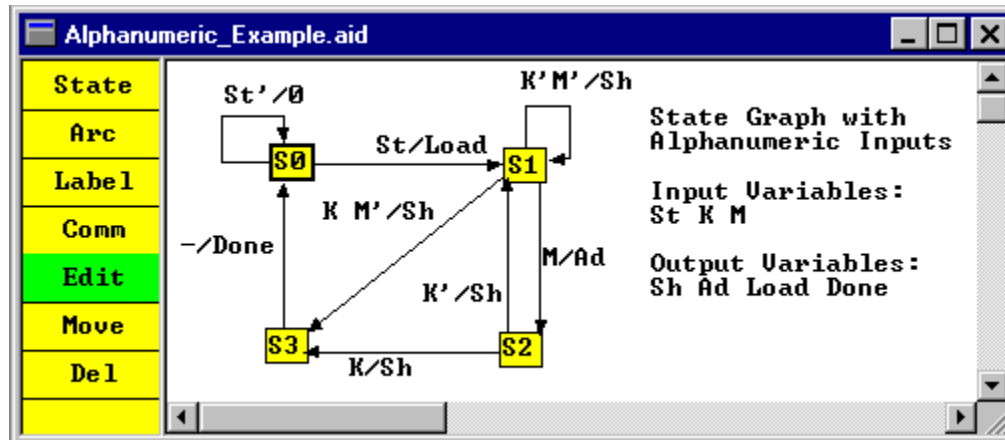 Alphanumeric_Example.aid
State
Arc
Label
Comm
Edit
Move
Del
St'/0
K'M'/Sh
St/Load
S0
S1
K M'/Sh
-/Done
M/Ad
K'/Sh
S3
S2
K/Sh
State Graph with
Alphanumeric Inputs
Input Variables:
St K M
Output Variables:
Sh Ad Load Done